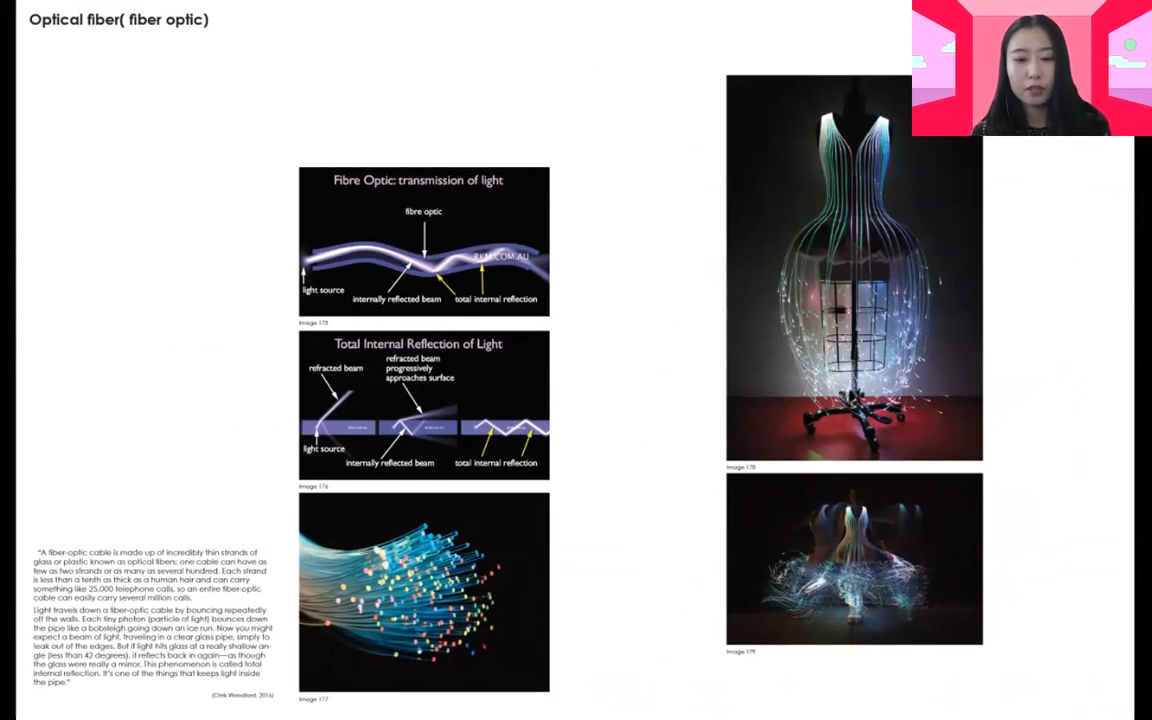 Optical fiber( fiber optic)
Fibre Optic: transmission of light
fibre optic
RKM.COM.AU
light source
internally reflected beam
total internal reflection
Image 175
Total Internal Reflection of Light
refracted beam
refracted beam
progressively
approaches surface
light source
internally reflected beam
total internal reflection
Image 176
Image 177
"A fiber-optic cable is made up of incredibly thin strands of
glass or plastic known as optical fibers; one cable can have as
few as two strands or as many as several hundred. Each strand
is less than a tenth as thick as a human hair and can carry
something like 25,000 telephone calls, so an entire fiber-optic
cable can easily carry several million calls.
Light travels down a fiber-optic cable by bouncing repeatedly
off the walls. Each tiny photon (particle of light) bounces down
the pipe like a bobsleigh going down an ice run. Now you might
expect a beam of light, traveling in a clear glass pipe, simply to
leak out of the edges. But if light hits glass at a really shallow an-
gle (less than 42 degrees), it reflects back in again—as though
the glass were really a mirror. This phenomenon is called total
internal reflection. It's one of the things that keeps light inside
the pipe."
(Chris Woodford, 2016)
Image 178
Image 179